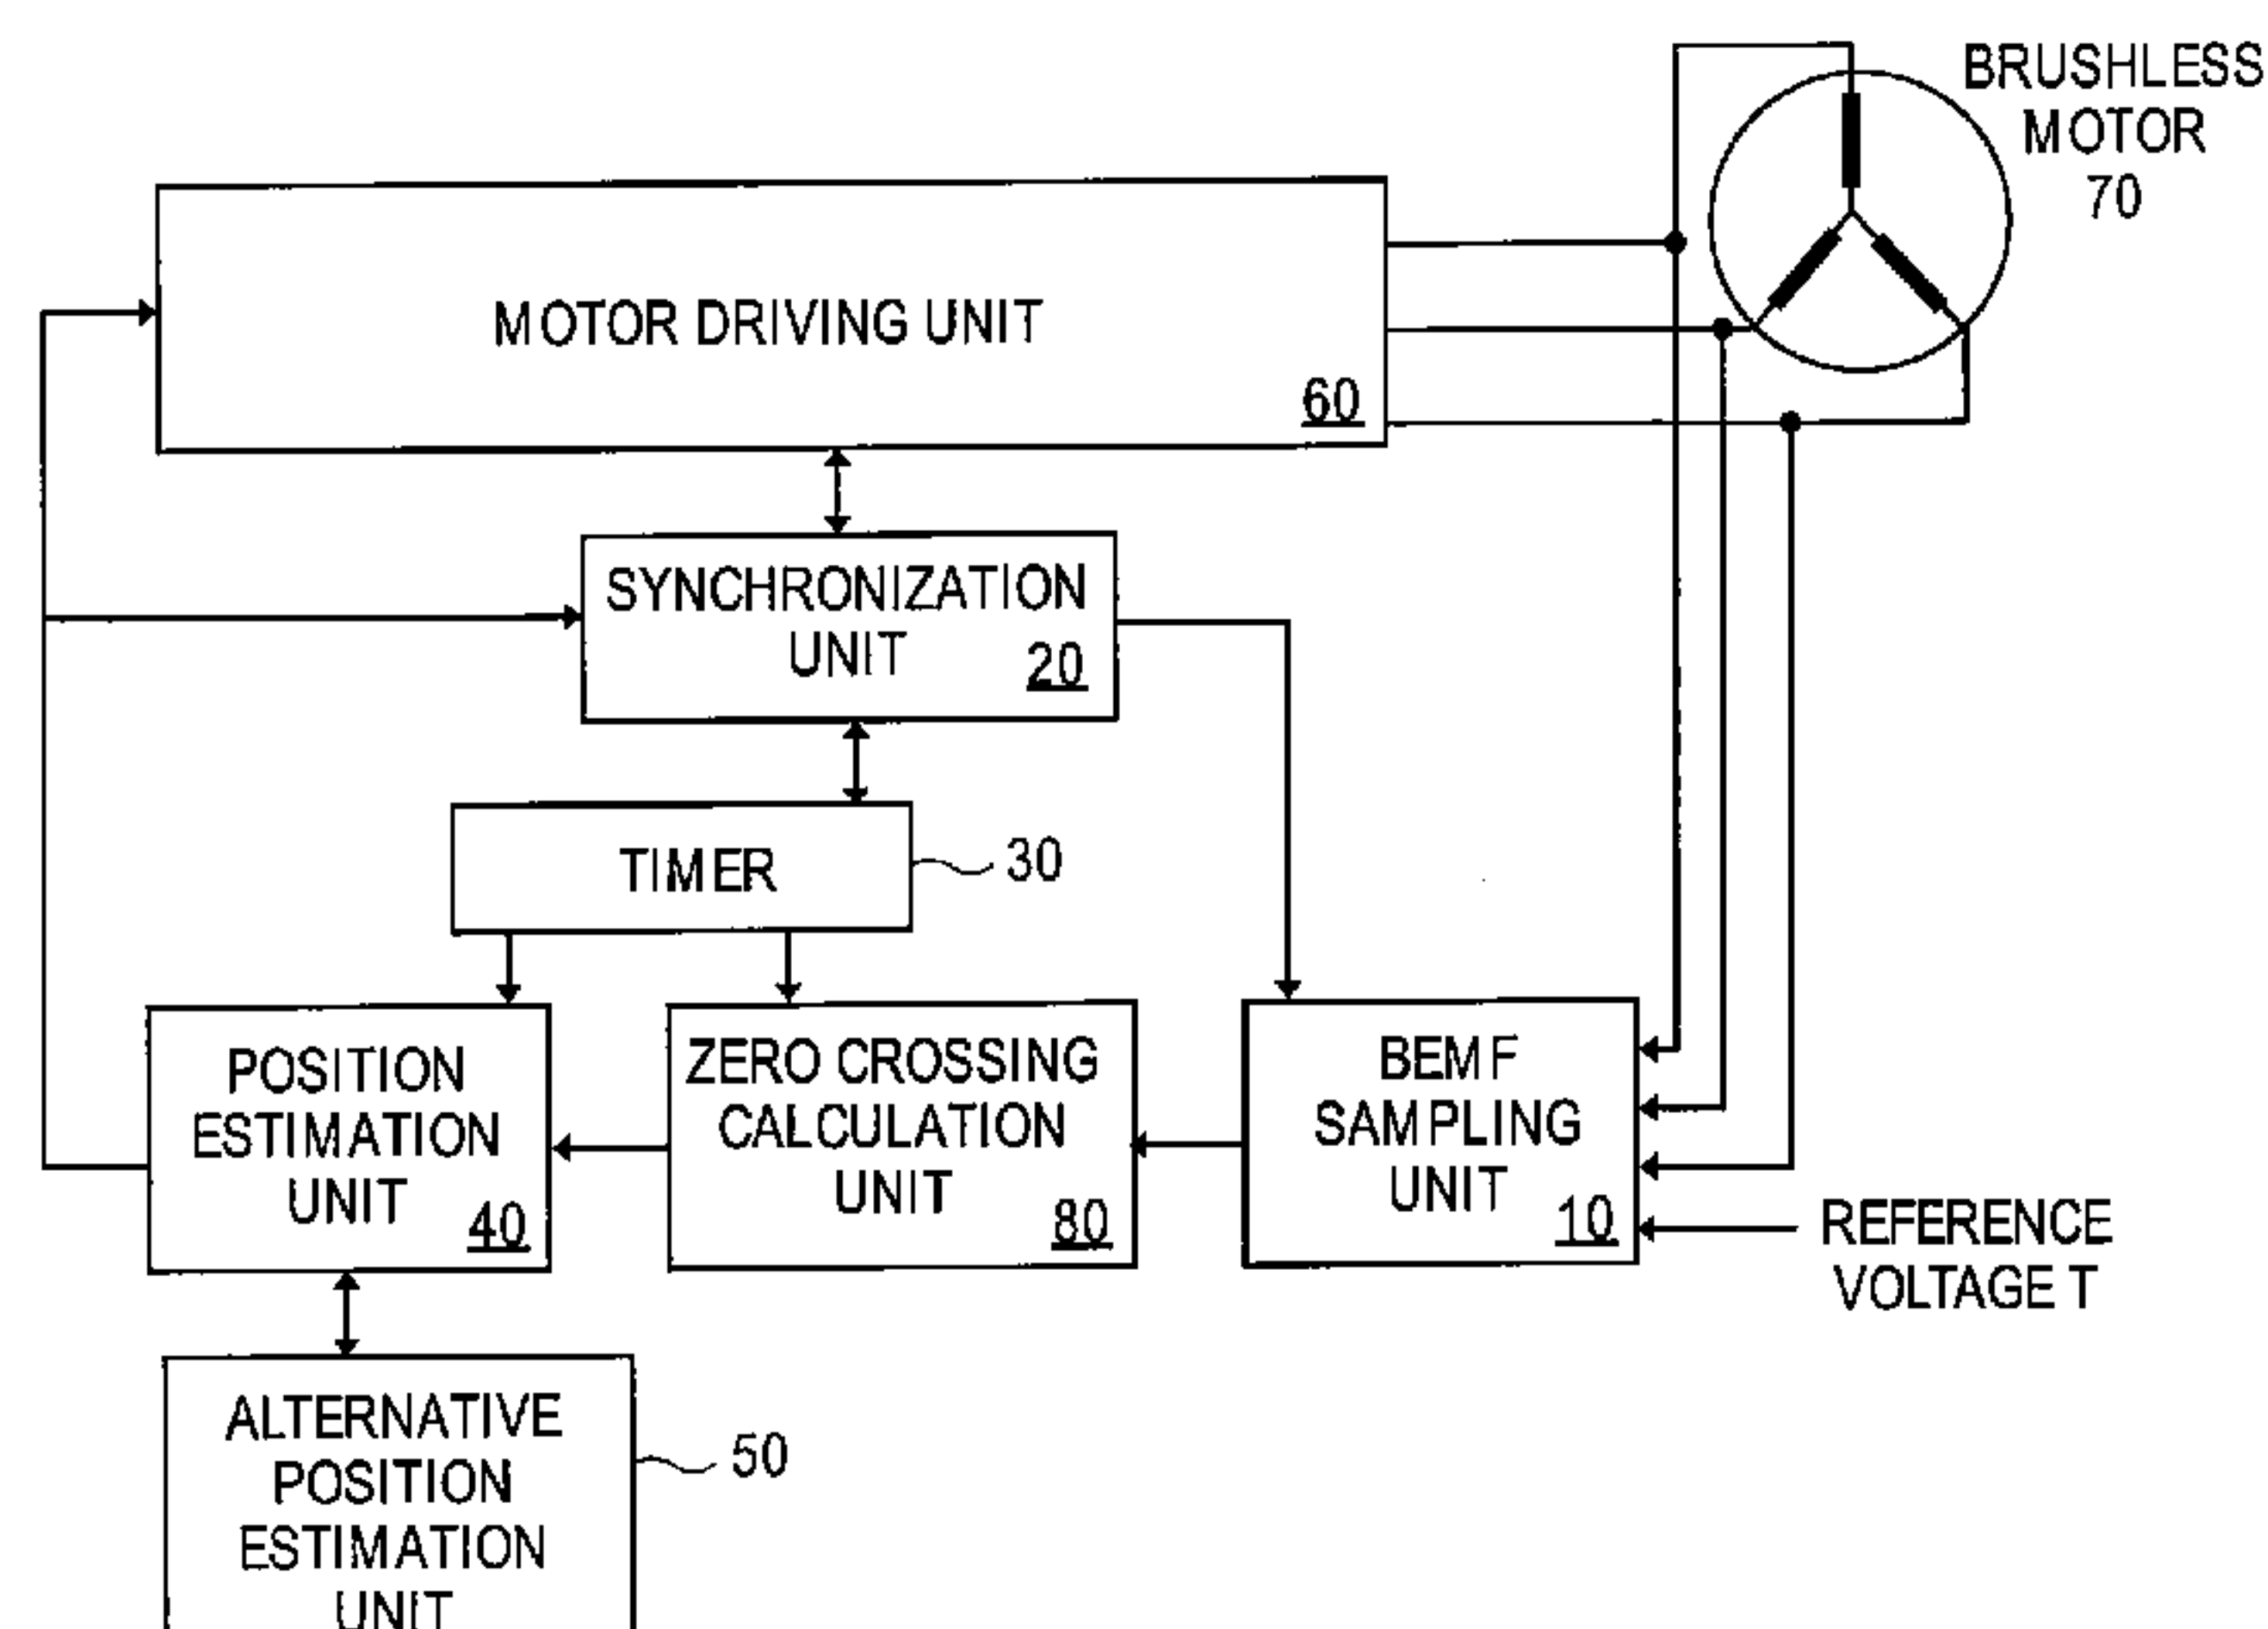 BRUSHLESS
MOTOR
70
MOTOR DRIVING UNIT
60
SYNCHRONIZATION
UNIT
20
TIMER
30
POSITION
ESTIMATION
UNIT
40
ZERO CROSSING
CALCULATION
UNIT
80
BEMF
SAMPLING
UNIT
10
REFERENCE
VOLTAGE T
ALTERNATIVE
POSITION
ESTIMATION
UNIT
50